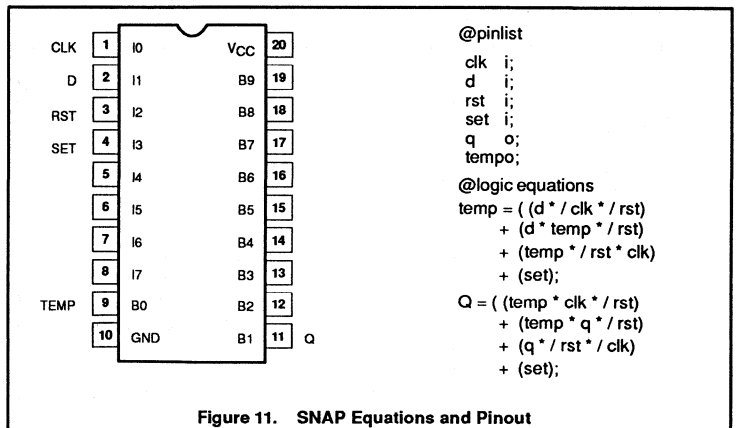 CLK 1 I0 VCC 20
D 2 I1 B9 19
RST 3 I2 B8 18
SET 4 I3 B7 17
5 I4 B6 16
6 I5 B5 15
7 I6 B4 14
8 I7 B3 13
TEMP 9 B0 B2 12
10 GND B1 11 Q
@pinlist
clk i;
d i;
rst i;
set i;
q o;
tempo;
@logic equations
temp = ( (d * / clk * / rst)
+ (d * temp * / rst)
+ (temp * / rst * clk)
+ (set);
Q = ( (temp * clk * / rst)
+ (temp * q * / rst)
+ (q * / rst * / clk)
+ (set);
Figure 11. SNAP Equations and Pinout